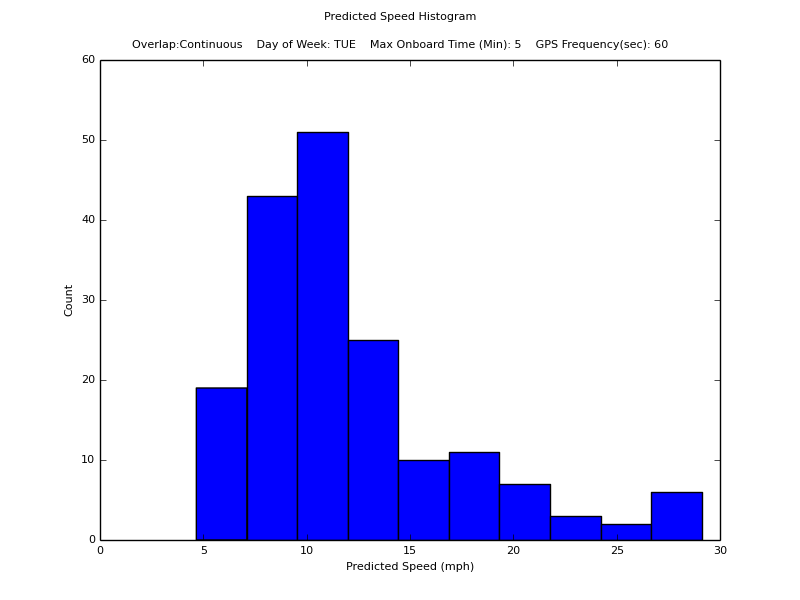 Predicted Speed Histogram
Overlap:Continuous    Day of Week: TUE    Max Onboard Time (Min): 5    GPS Frequency(sec): 60
60
50
40
30
20
10
0
Count
0 5 10 15 20 25 30
Predicted Speed (mph)